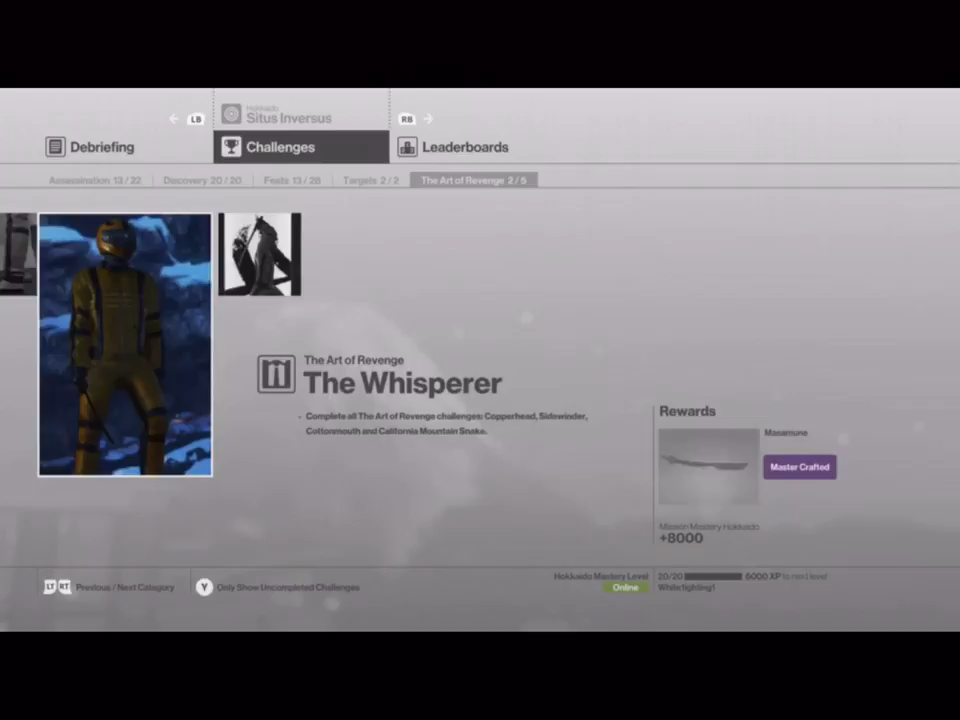 LB
Hokkaido
Situs Inversus
RB
Debriefing
Challenges
Leaderboards
Assassination 13 / 22
Discovery 20 / 20
Feats 13 / 28
Targets 2 / 2
The Art of Revenge 2 / 5
The Art of Revenge
The Whisperer
- Complete all The Art of Revenge challenges: Copperhead, Sidewinder,
Cottonmouth and California Mountain Snake.
Rewards
Masamune
Master Crafted
Mission Mastery Hokkaido
+8000
LT RT Previous / Next Category
Y Only Show Uncompleted Challenges
Hokkaido Mastery Level
20/20
6000 XP to next level
Online